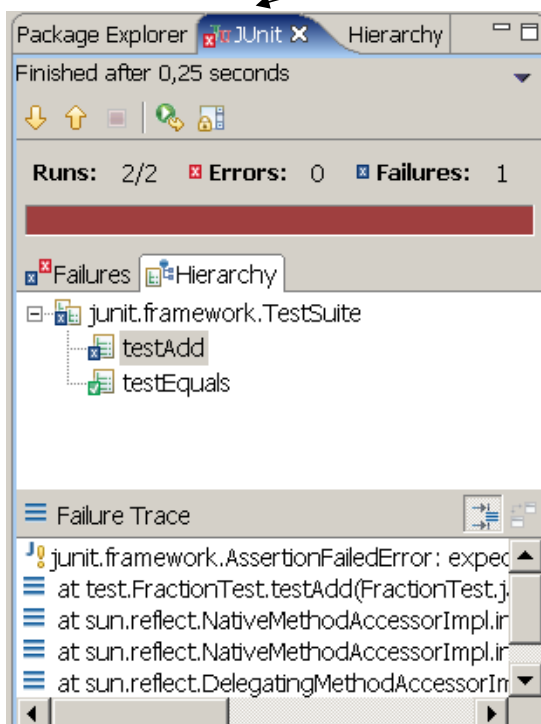 Package Explorer JUnit Hierarchy
Finished after 0,25 seconds
Runs: 2/2 Errors: 0 Failures: 1
Failures Hierarchy
junit.framework.TestSuite
testAdd
testEquals
Failure Trace
junit.framework.AssertionFailedError: expec
at test.FractionTest.testAdd(FractionTest.j
at sun.reflect.NativeMethodAccessorImpl.in
at sun.reflect.NativeMethodAccessorImpl.in
at sun.reflect.DelegatingMethodAccessorIm